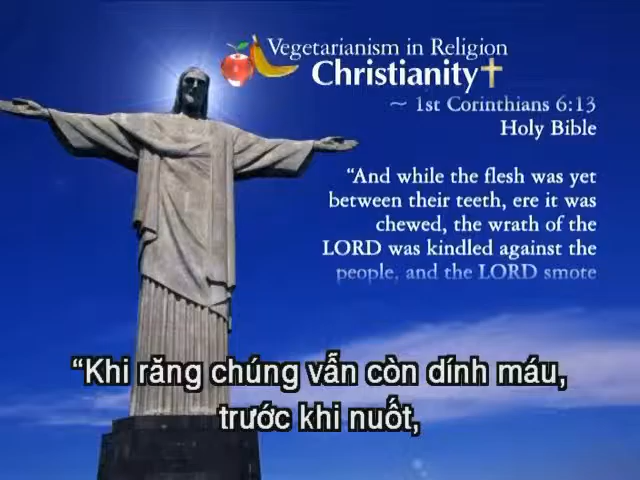 Vegetarianism in Religion
Christianity
~ 1st Corinthians 6:13
Holy Bible
“And while the flesh was yet
between their teeth, ere it was
chewed, the wrath of the
LORD was kindled against the
people, and the LORD smote
“Khi răng chúng vẫn còn dính máu,
trước khi nuốt,